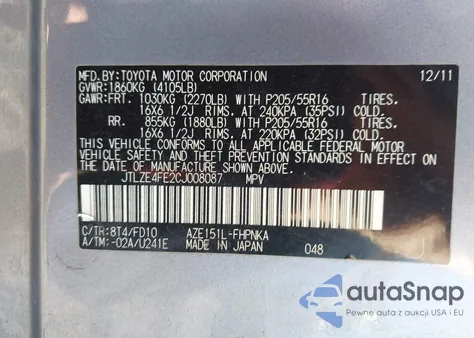 MFD.BY:TOYOTA MOTOR CORPORATION 12/11
GVWR:1860KG (4105LB)
GAWR:FRT. 1030KG (2270LB) WITH P205/55R16 TIRES,
16X6 1/2J RIMS, AT 240KPA (35PSI) COLD
RR. 855KG (1880LB) WITH P205/55R16 TIRES,
16X6 1/2J RIMS, AT 220KPA (32PSI) COLD
THIS VEHICLE CONFORMS TO ALL APPLICABLE FEDERAL MOTOR
VEHICLE SAFETY AND THEFT PREVENTION STANDARDS IN EFFECT ON
THE DATE OF MANUFACTURE SHOWN ABOVE.
JTLZE4FE2CJ008087 MPV
C/TR:8T4/FD10 AZE151L-FHPNKA
A/TM:-02A/U241E MADE IN JAPAN 048 J
autoSnap
Pewne auta z aukcji USA i EU